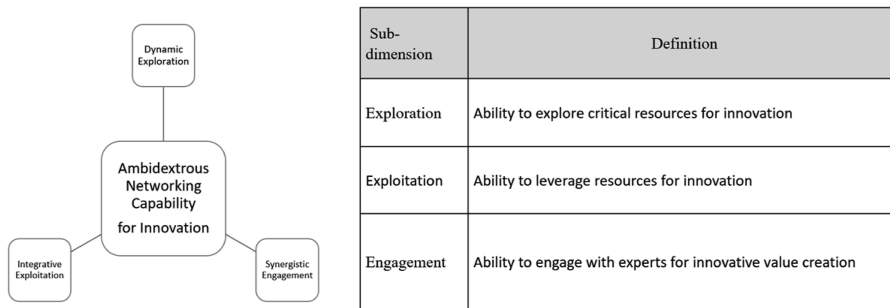 Dynamic
Exploration
Ambidextrous
Networking
Capability
for Innovation
Integrative
Exploitation
Synergistic
Engagement
Sub-
dimension
Definition
Exploration
Ability to explore critical resources for innovation
Exploitation
Ability to leverage resources for innovation
Engagement
Ability to engage with experts for innovative value creation